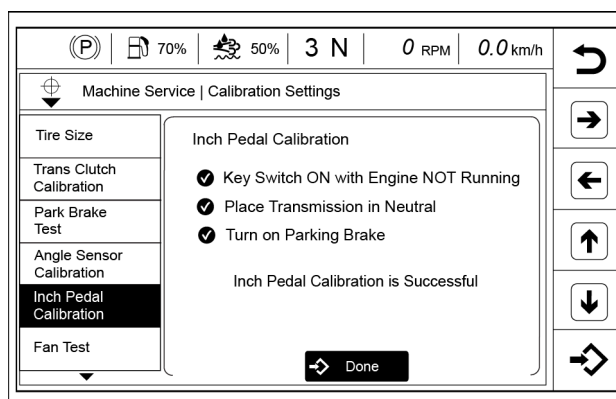 P 70% 50% 3 N 0 RPM 0.0 km/h
Machine Service | Calibration Settings
Tire Size
Trans Clutch
Calibration
Park Brake
Test
Angle Sensor
Calibration
Inch Pedal
Calibration
Fan Test
Inch Pedal Calibration
Key Switch ON with Engine NOT Running
Place Transmission in Neutral
Turn on Parking Brake
Inch Pedal Calibration is Successful
Done